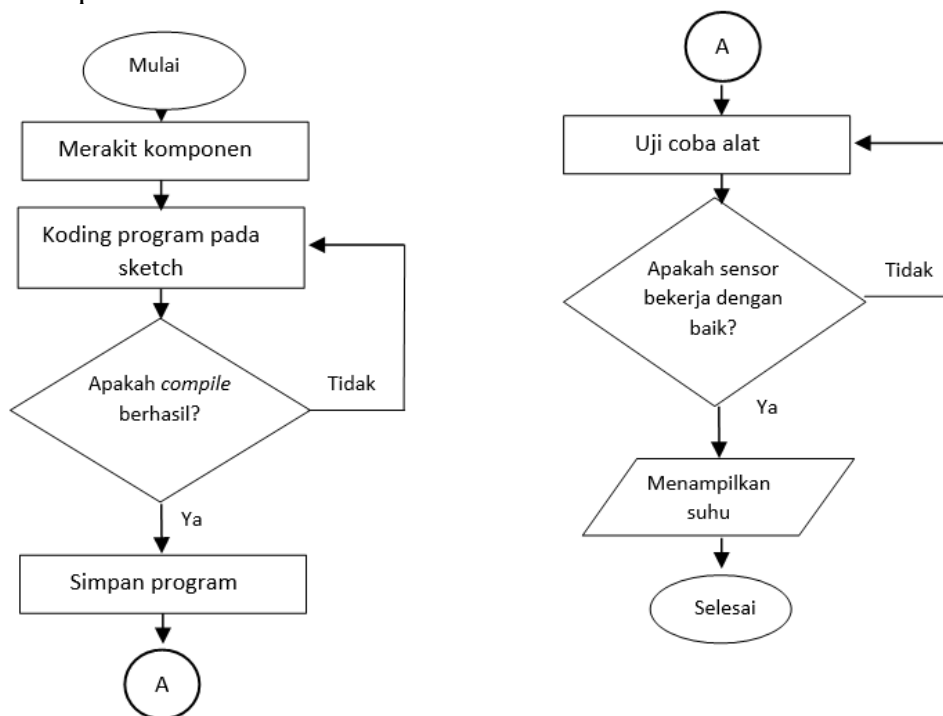 Mulai
Merakit komponen
Koding program pada
sketch
Apakah compile
berhasil?
Tidak
Ya
Simpan program
A
A
Uji coba alat
Apakah sensor
bekerja dengan
baik?
Tidak
Ya
Menampilkan
suhu
Selesai